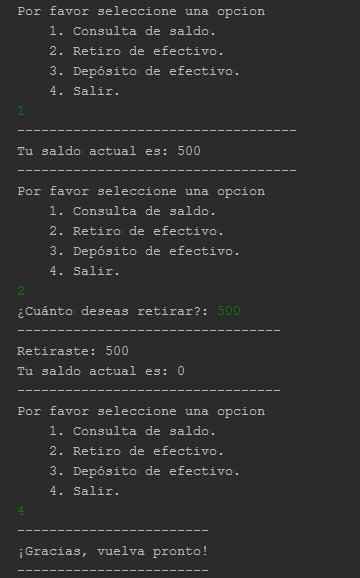 Por favor seleccione una opcion
1. Consulta de saldo.
2. Retiro de efectivo.
3. Depósito de efectivo.
4. Salir.
1
-----------------------------------
Tu saldo actual es: 500
-----------------------------------
Por favor seleccione una opcion
1. Consulta de saldo.
2. Retiro de efectivo.
3. Depósito de efectivo.
4. Salir.
2
¿Cuánto deseas retirar?: 500
---------------------------------
Retiraste: 500
Tu saldo actual es: 0
---------------------------------
Por favor seleccione una opcion
1. Consulta de saldo.
2. Retiro de efectivo.
3. Depósito de efectivo.
4. Salir.
4
------------------------
¡Gracias, vuelva pronto!
------------------------